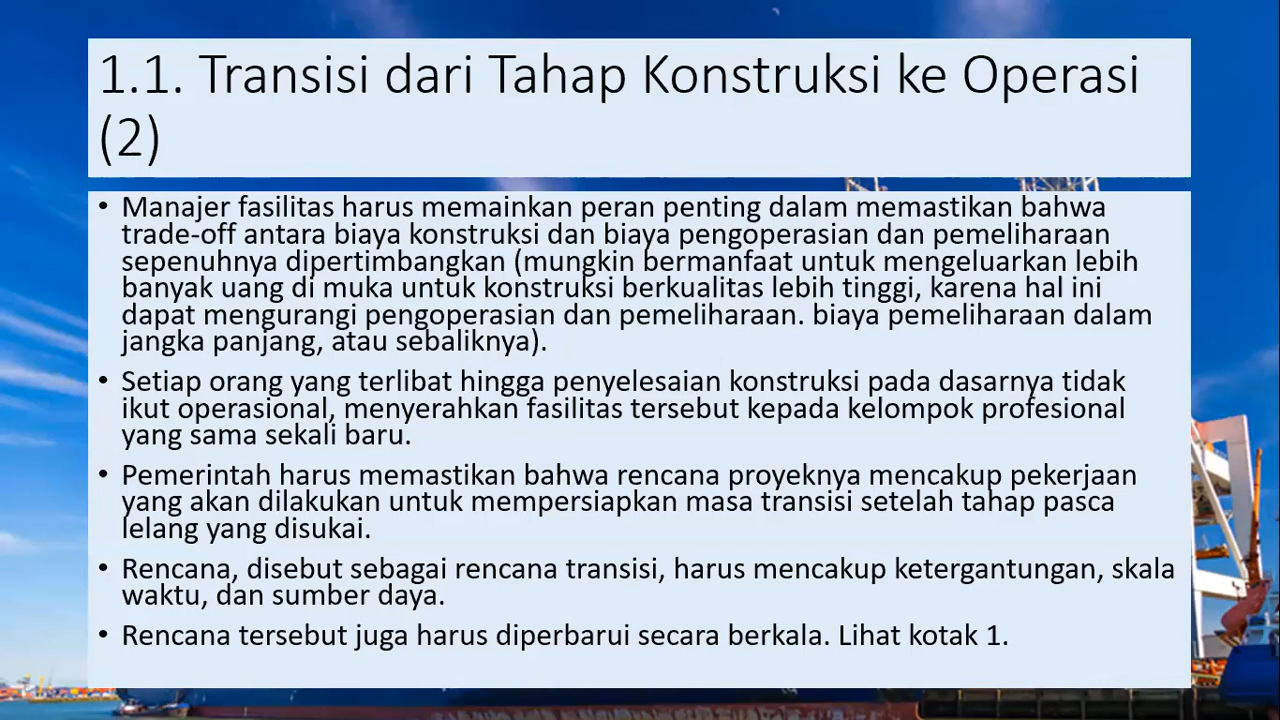 1.1. Transisi dari Tahap Konstruksi ke Operasi
(2)
• Manajer fasilitas harus memainkan peran penting dalam memastikan bahwa
trade-off antara biaya konstruksi dan biaya pengoperasian dan pemeliharaan
sepenuhnya dipertimbangkan (mungkin bermanfaat untuk mengeluarkan lebih
banyak uang di muka untuk konstruksi berkualitas lebih tinggi, karena hal ini
dapat mengurangi pengoperasian dan pemeliharaan. biaya pemeliharaan dalam
jangka panjang, atau sebaliknya).
• Setiap orang yang terlibat hingga penyelesaian konstruksi pada dasarnya tidak
ikut operasional, menyerahkan fasilitas tersebut kepada kelompok profesional
yang sama sekali baru.
• Pemerintah harus memastikan bahwa rencana proyeknya mencakup pekerjaan
yang akan dilakukan untuk mempersiapkan masa transisi setelah tahap pasca
lelang yang disukai.
• Rencana, disebut sebagai rencana transisi, harus mencakup ketergantungan, skala
waktu, dan sumber daya.
• Rencana tersebut juga harus diperbarui secara berkala. Lihat kotak 1.